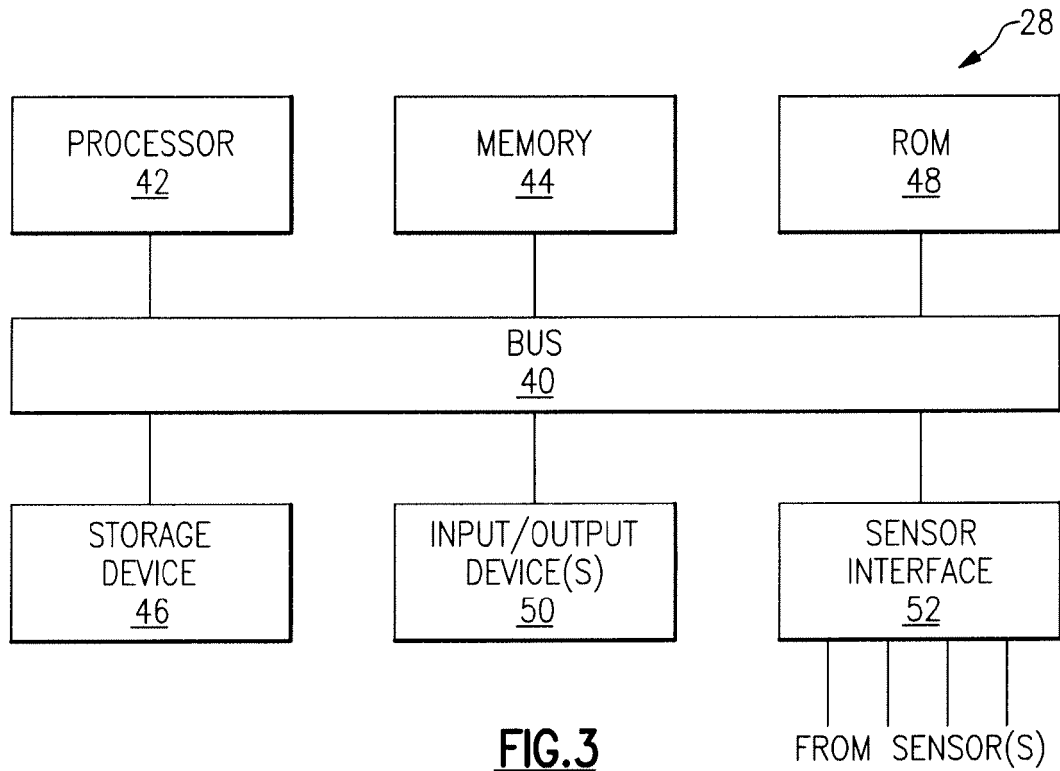 28
PROCESSOR
42
MEMORY
44
ROM
48
BUS
40
STORAGE
DEVICE
46
INPUT/OUTPUT
DEVICE(S)
50
SENSOR
INTERFACE
52
FROM SENSOR(S)
FIG.3